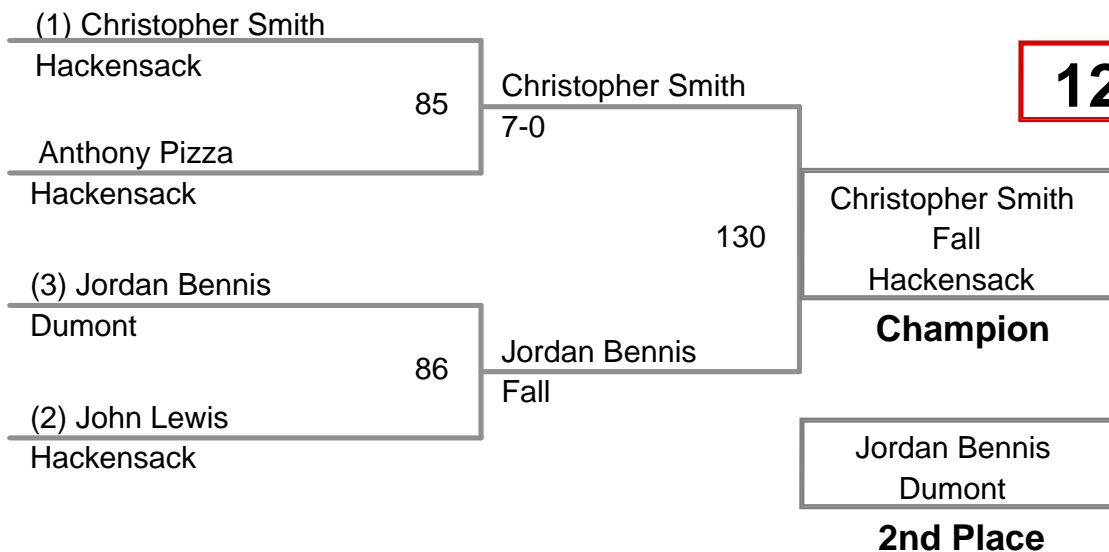 (1) Christopher Smith
Hackensack
85
Anthony Pizza
Hackensack
Christopher Smith
7-0
(3) Jordan Bennis
Dumont
86
(2) John Lewis
Hackensack
Jordan Bennis
Fall
130
12
Christopher Smith
Fall
Hackensack
Champion
Jordan Bennis
Dumont
2nd Place